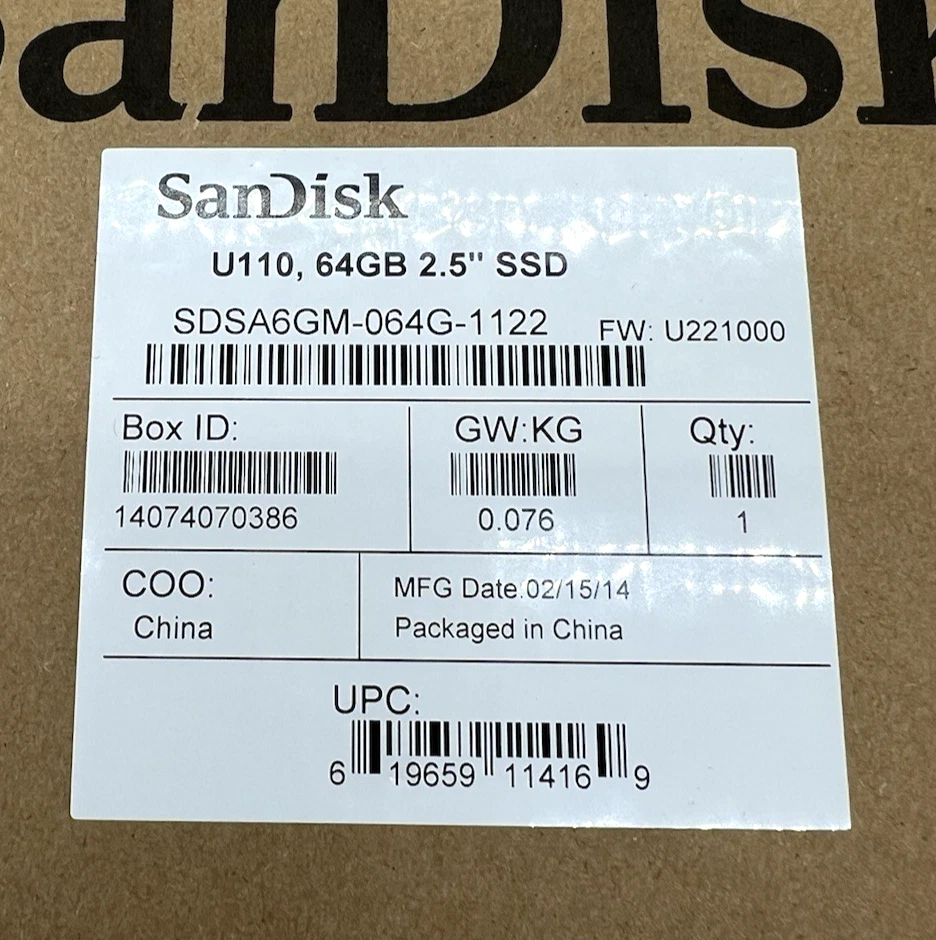 SanDisk
SanDisk
U110, 64GB 2.5" SSD
SDSA6GM-064G-1122 FW: U221000
Box ID: GW:KG Qty:
14074070386 0.076 1
COO: MFG Date:02/15/14
China Packaged in China
UPC:
6 19659 11416 9